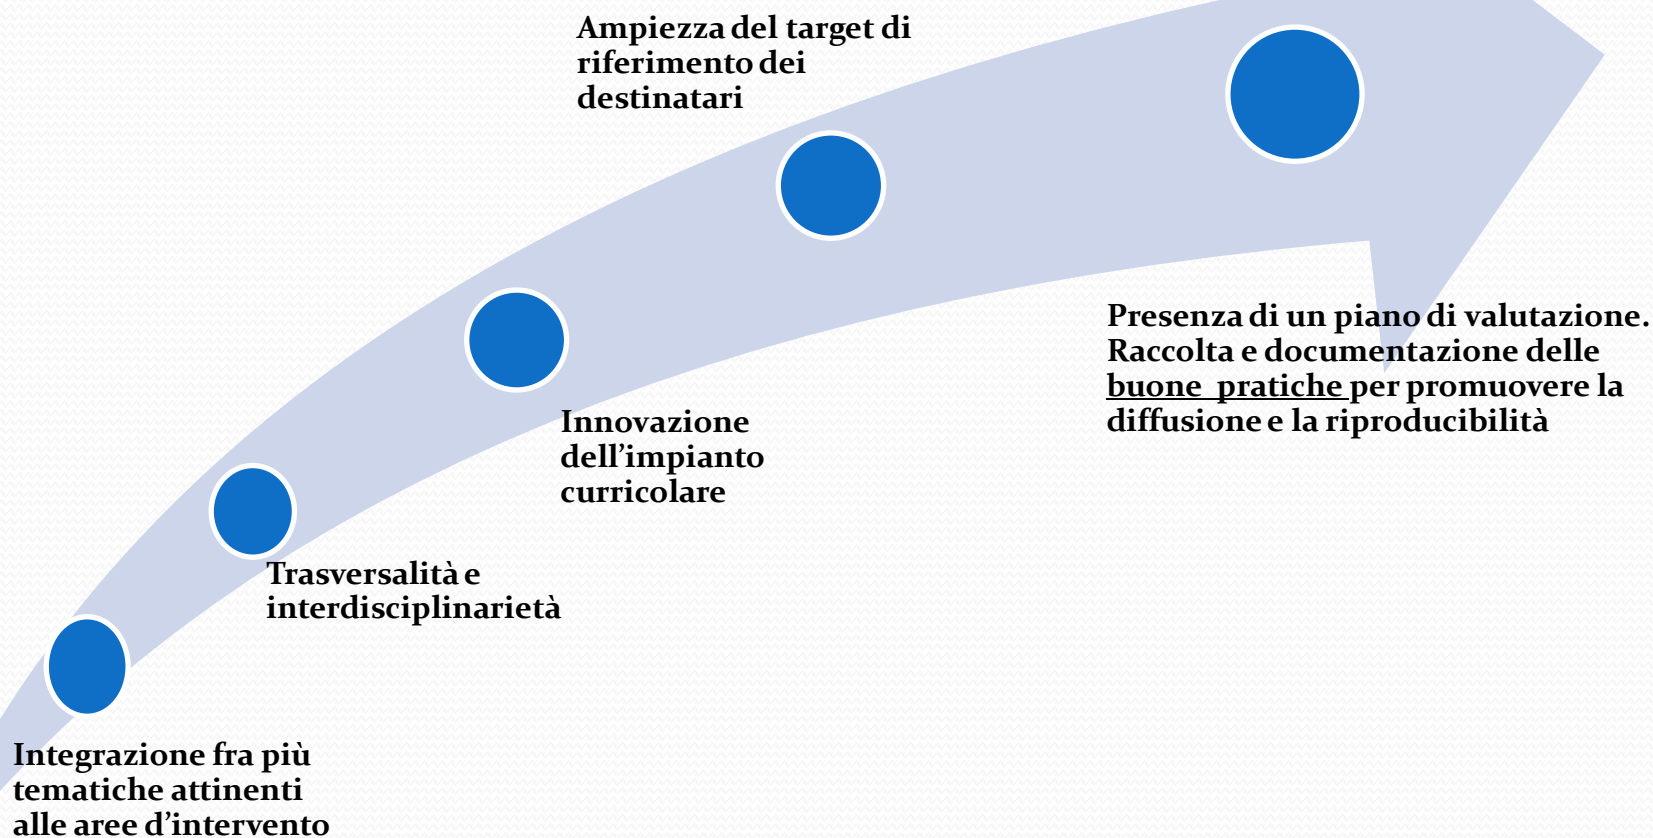 Ampiezza del target di
riferimento dei
destinatari
Presenza di un piano di valutazione.
Raccolta e documentazione delle
buone pratiche per promuovere la
diffusione e la riproducibilità
Innovazione
dell’impianto
curricolare
Trasversalità e
interdisciplinarietà
Integrazione fra più
tematiche attinenti
alle aree d’intervento